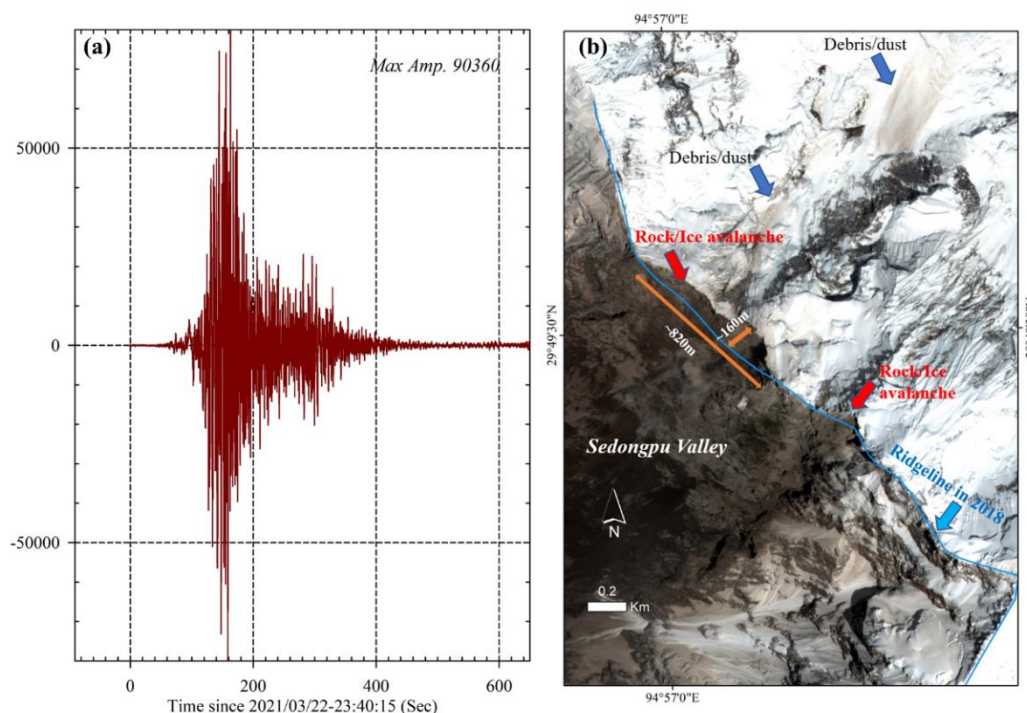 (a)
Max Amp. 90360
50000
0
-50000
0
200
400
600
Time since 2021/03/22-23:40:15 (Sec)
94°57'0"E
(b)
Debris/dust
Debris/dust
Rock/Ice avalanche
~160m
~820m
29°49'30"N
Rock/Ice
avalanche
Sedongpu Valley
Ridgeline in 2018
N
0.2
Km
94°57'0"E